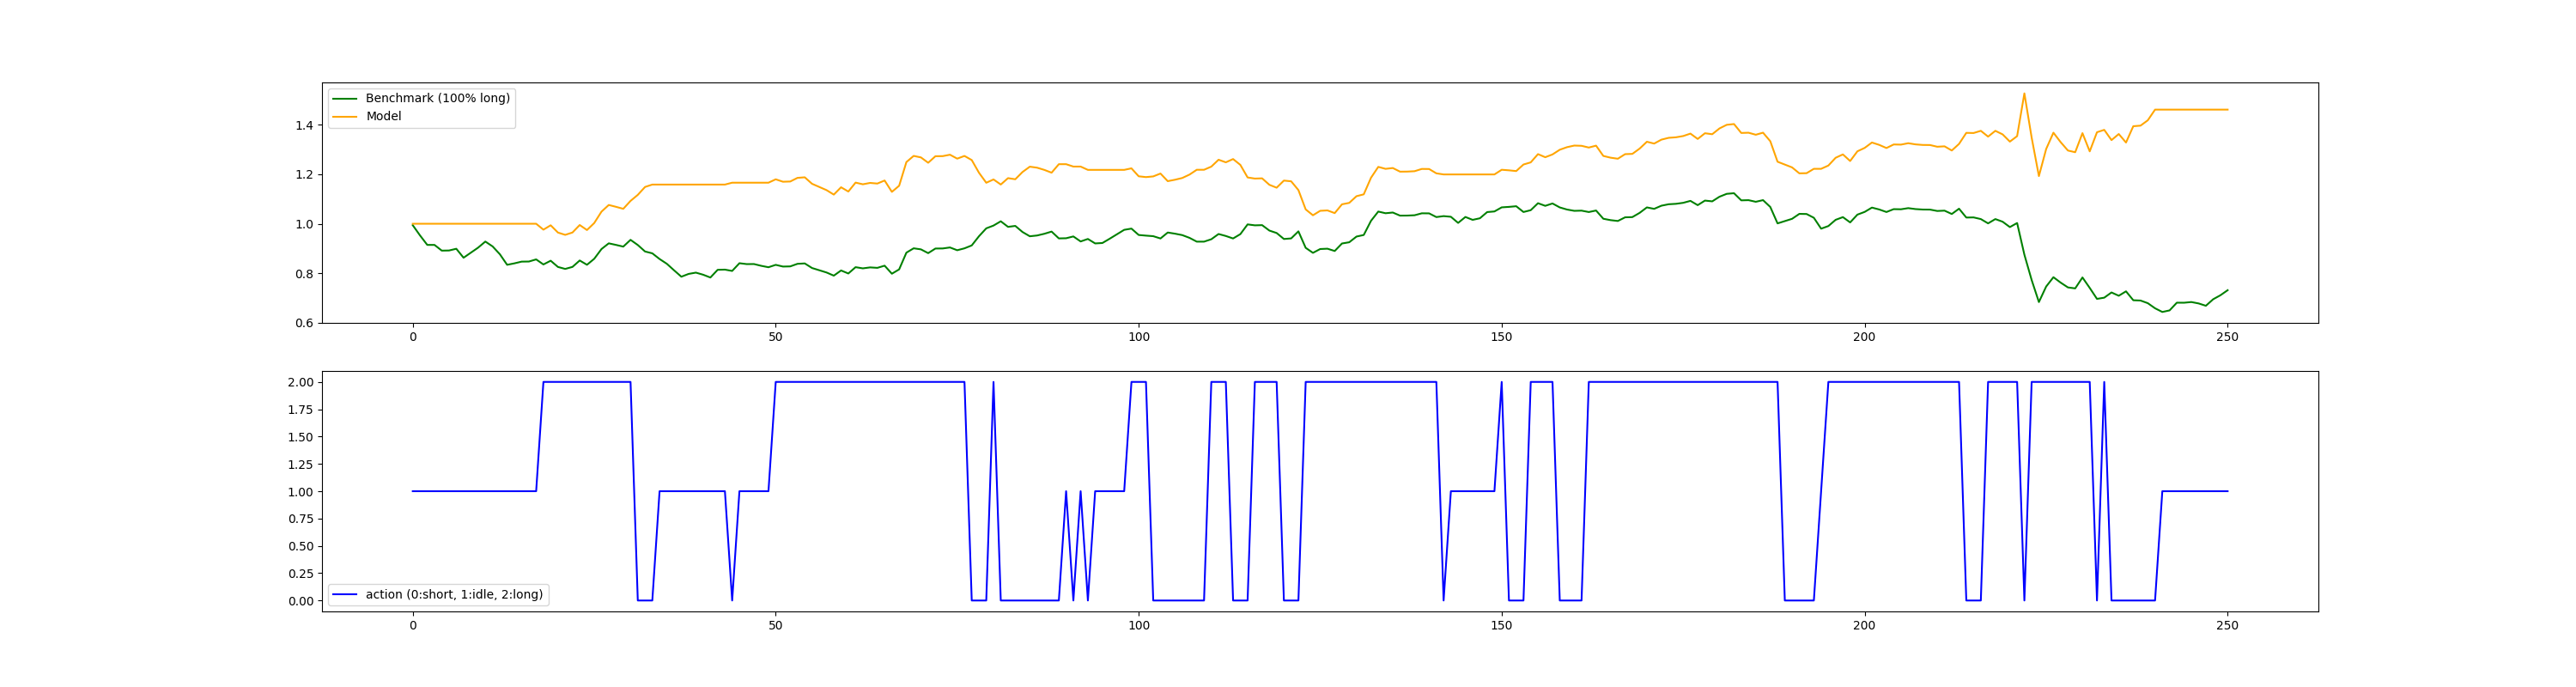 Benchmark (100% long)
Model
1.4
1.2
1.0
0.8
0.6
0 50 100 150 200 250
2.00
1.75
1.50
1.25
1.00
0.75
0.50
0.25
0.00
action (0:short, 1:idle, 2:long)
0 50 100 150 200 250